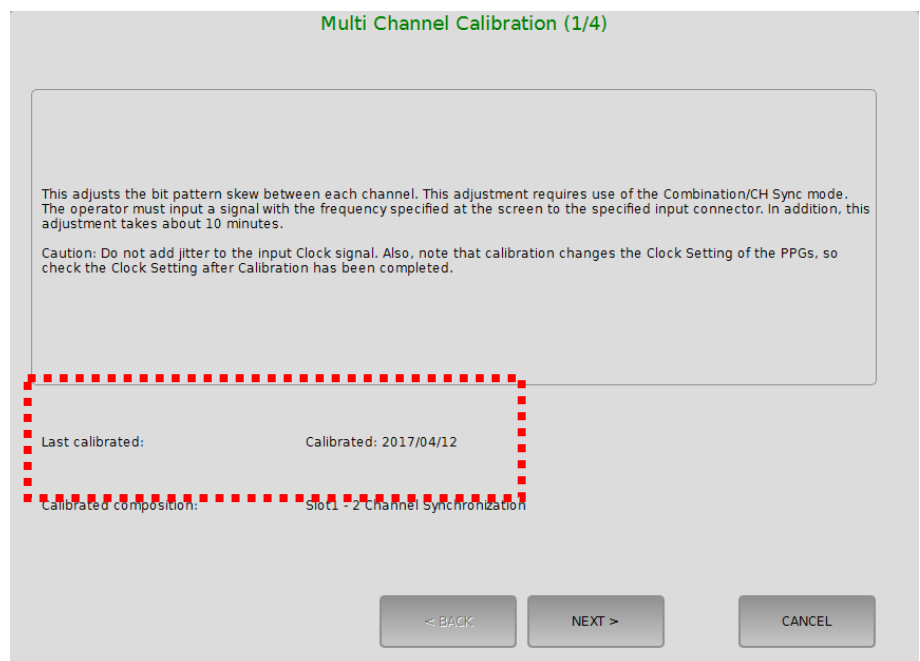 Multi Channel Calibration (1/4)
This adjusts the bit pattern skew between each channel. This adjustment requires use of the Combination/CH Sync mode.
The operator must input a signal with the frequency specified at the screen to the specified input connector. In addition, this
adjustment takes about 10 minutes.
Caution: Do not add jitter to the input Clock signal. Also, note that calibration changes the Clock Setting of the PPGs, so
check the Clock Setting after Calibration has been completed.
Last calibrated: Calibrated: 2017/04/12
Calibrated composition: Slot1 - 2 Channel Synchronization
< BACK NEXT > CANCEL